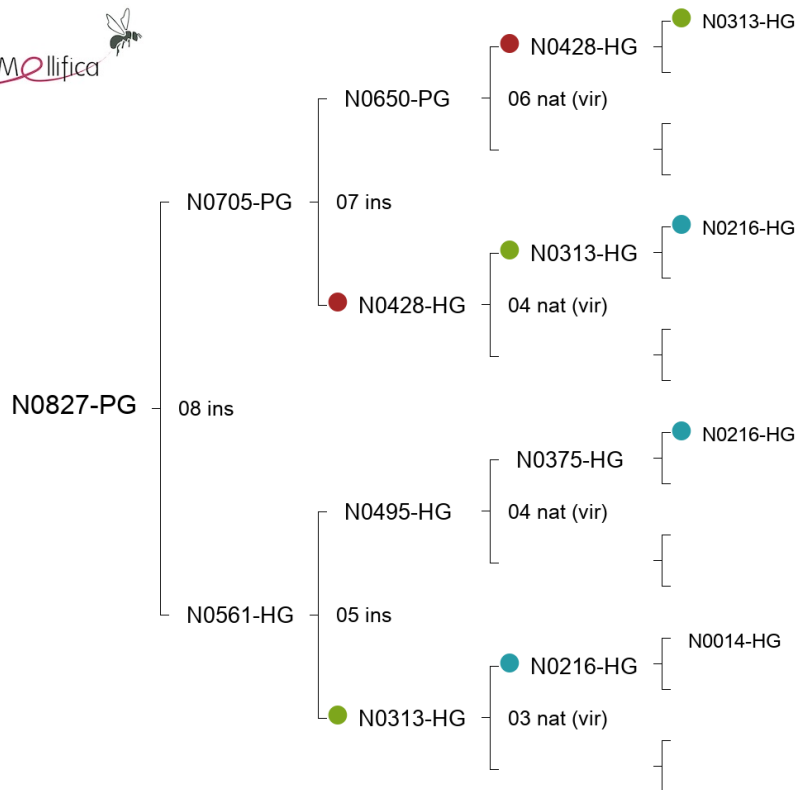 N0313-HG
N0428-HG
Mellifica
N0650-PG
06 nat (vir)
N0705-PG
07 ins
N0216-HG
N0313-HG
N0428-HG
04 nat (vir)
N0827-PG
08 ins
N0216-HG
N0375-HG
N0495-HG
04 nat (vir)
N0561-HG
05 ins
N0014-HG
N0216-HG
N0313-HG
03 nat (vir)